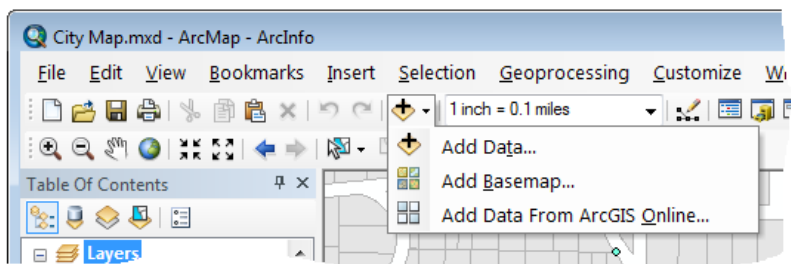 City Map.mxd - ArcMap - ArcInfo
File Edit View Bookmarks Insert Selection Geoprocessing Customize
1 inch = 0.1 miles
Add Data...
Add Basemap...
Table Of Contents
Add Data From ArcGIS Online...
Layers